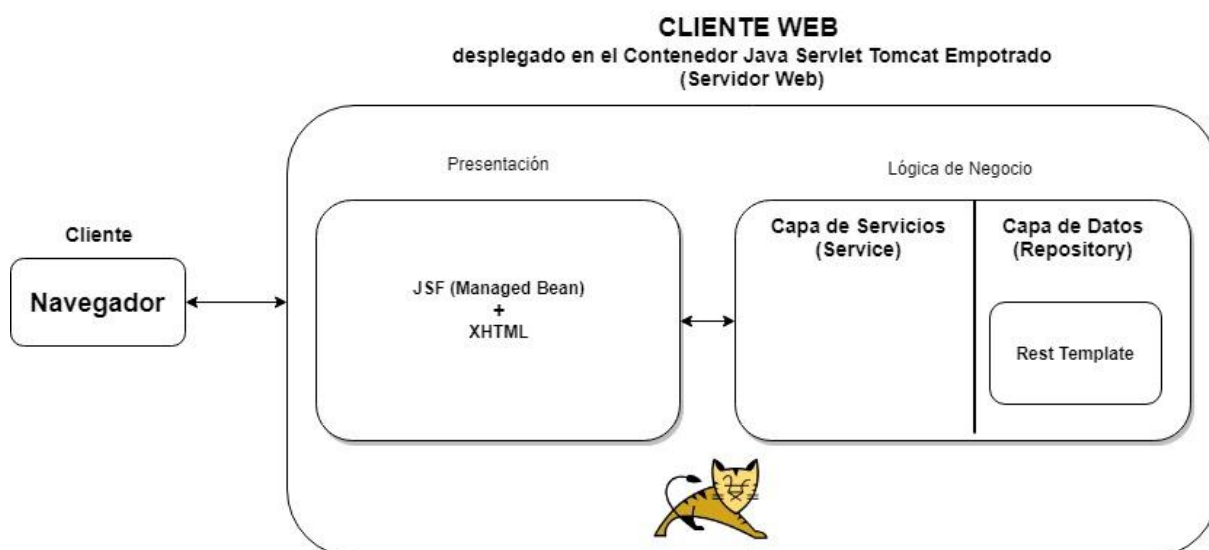 CLIENTE WEB
desplegado en el Contenedor Java Servlet Tomcat Empotrado
(Servidor Web)
Presentación
Lógica de Negocio
Cliente
Navegador
JSF (Managed Bean)
+
XHTML
Capa de Servicios
(Service)
Capa de Datos
(Repository)
Rest Template